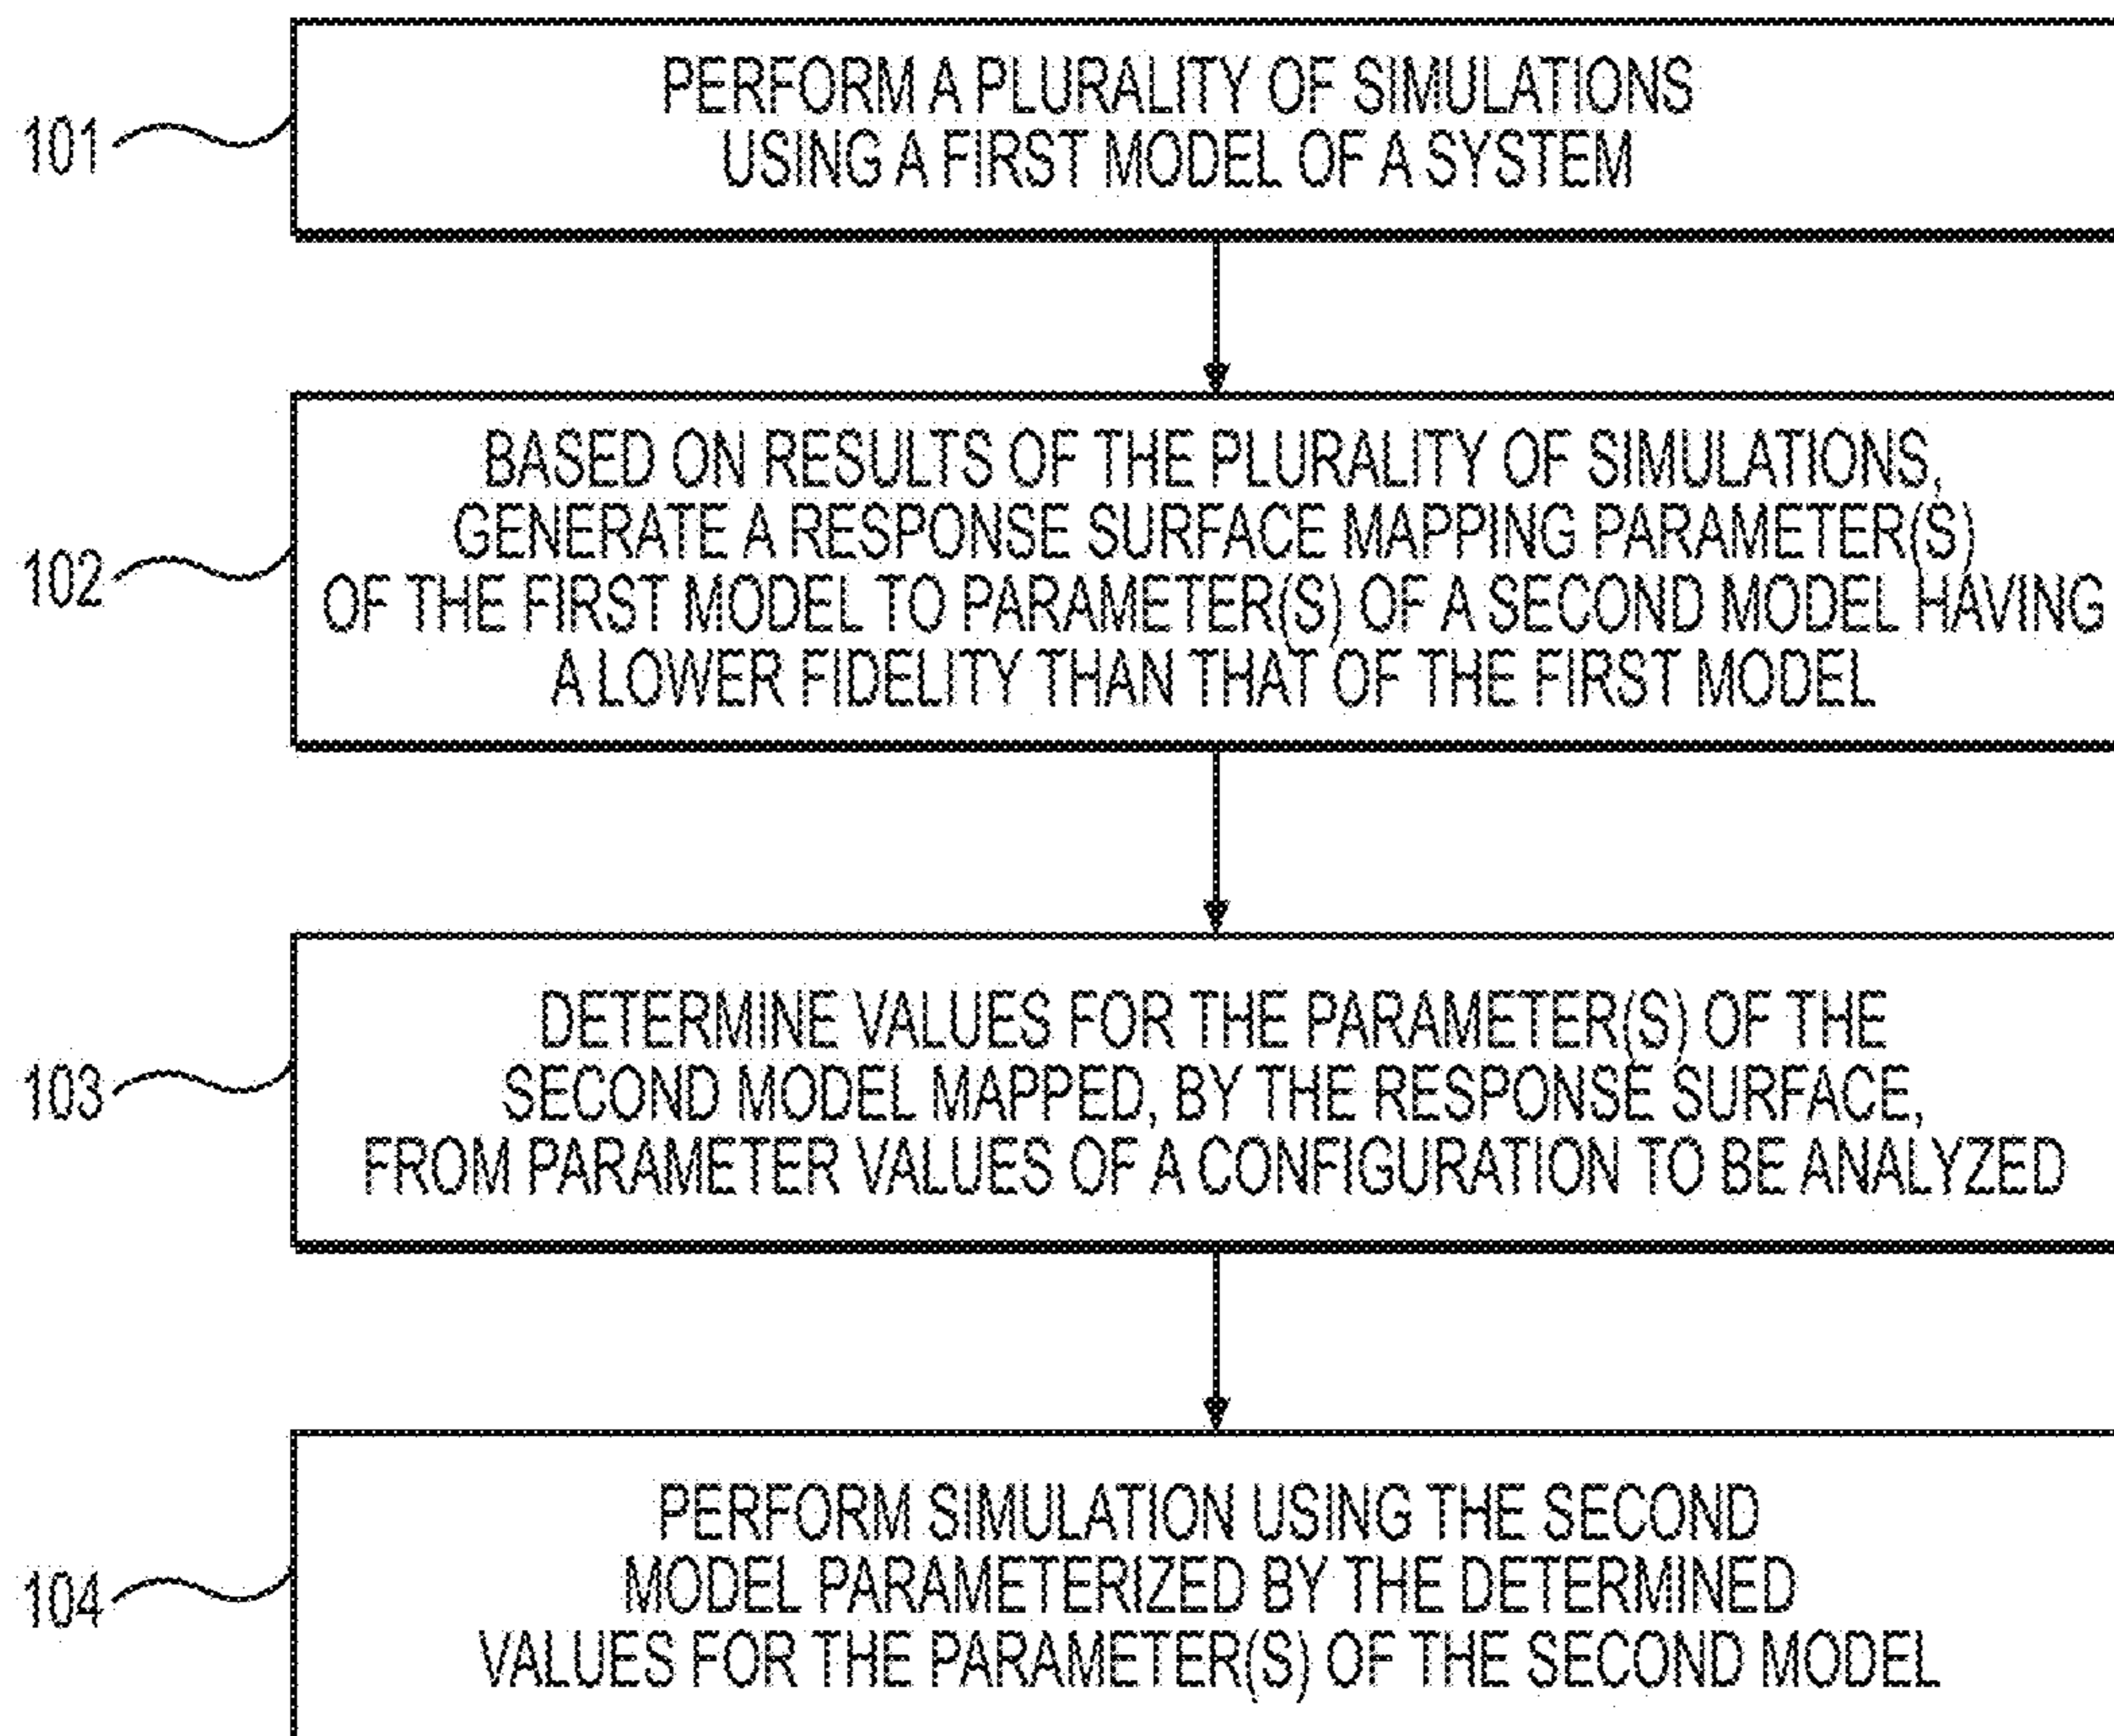 101
PERFORM A PLURALITY OF SIMULATIONS
USING A FIRST MODEL OF A SYSTEM
102
BASED ON RESULTS OF THE PLURALITY OF SIMULATIONS,
GENERATE A RESPONSE SURFACE MAPPING PARAMETER(S)
OF THE FIRST MODEL TO PARAMETER(S) OF A SECOND MODEL HAVING
A LOWER FIDELITY THAN THAT OF THE FIRST MODEL
103
DETERMINE VALUES FOR THE PARAMETER(S) OF THE
SECOND MODEL MAPPED, BY THE RESPONSE SURFACE,
FROM PARAMETER VALUES OF A CONFIGURATION TO BE ANALYZED
104
PERFORM SIMULATION USING THE SECOND
MODEL PARAMETERIZED BY THE DETERMINED
VALUES FOR THE PARAMETER(S) OF THE SECOND MODEL